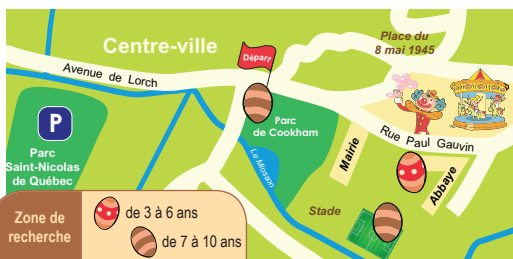 Centre-ville
Place du
8 mai 1945
Départ
Avenue de Lorch
P
Parc
de Cookham
Rue Paul Gauvin
Mairie
Parc
Saint-Nicolas
de Québec
Le Miosson
Abbaye
Stade
Zone de
recherche
de 3 à 6 ans
de 7 à 10 ans